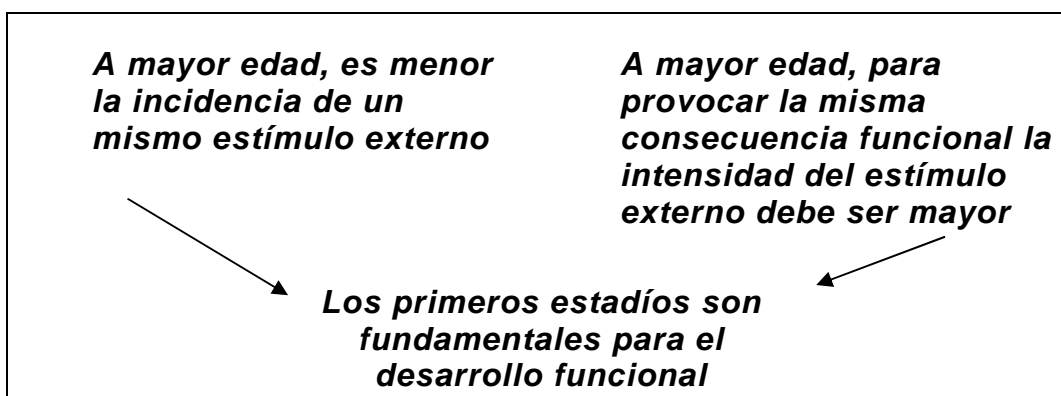 A mayor edad, es menor
la incidencia de un
mismo estímulo externo
A mayor edad, para
provocar la misma
consecuencia funcional la
intensidad del estímulo
externo debe ser mayor
Los primeros estadíos son
fundamentales para el
desarrollo funcional